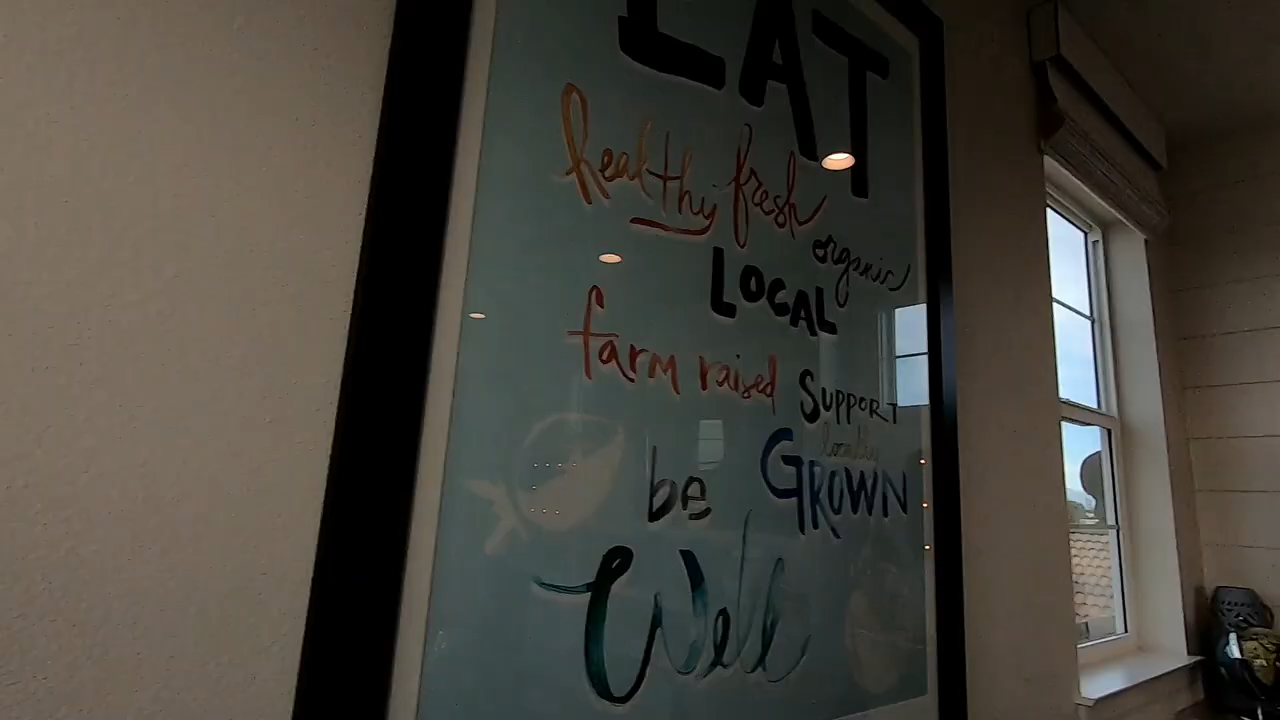 EAT
healthy fresh
organic
LOCAL
farm raised
SUPPORT
locally
GROWN
be
Well